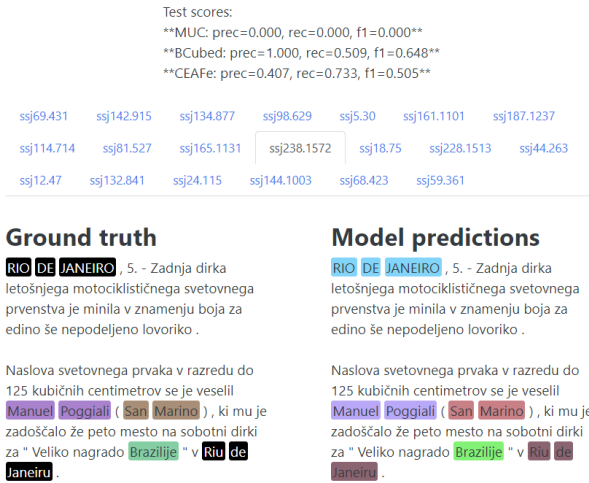 Test scores:
**MUC: prec=0.000, rec=0.000, f1=0.000**
**BCubed: prec=1.000, rec=0.509, f1=0.648**
**CEAFe: prec=0.407, rec=0.733, f1=0.505**
ssj69.431 ssj142.915 ssj134.877 ssj98.629 ssj5.30 ssj161.1101 ssj187.1237
ssj114.714 ssj81.527 ssj165.1131 ssj238.1572 ssj18.75 ssj228.1513 ssj44.263
ssj12.47 ssj132.841 ssj24.115 ssj144.1003 ssj68.423 ssj59.361
Ground truth
RIO DE JANEIRO , 5. - Zadnja dirka
letošnjega motociklističnega svetovnega
prvenstva je minila v znamenju boja za
edino še nepodeljeno lovoriko .
Naslova svetovnega prvaka v razredu do
125 kubičnih centimetrov se je veselil
Manuel Poggiali ( San Marino ) , ki mu je
zadoščalo že peto mesto na sobotni dirki
za " Veliko nagrado Brazilije " v Riu de
Janeiru .
Model predictions
RIO DE JANEIRO , 5. - Zadnja dirka
letošnjega motociklističnega svetovnega
prvenstva je minila v znamenju boja za
edino še nepodeljeno lovoriko .
Naslova svetovnega prvaka v razredu do
125 kubičnih centimetrov se je veselil
Manuel Poggiali ( San Marino ) , ki mu je
zadoščalo že peto mesto na sobotni dirki
za " Veliko nagrado Brazilije " v Riu de
Janeiru .